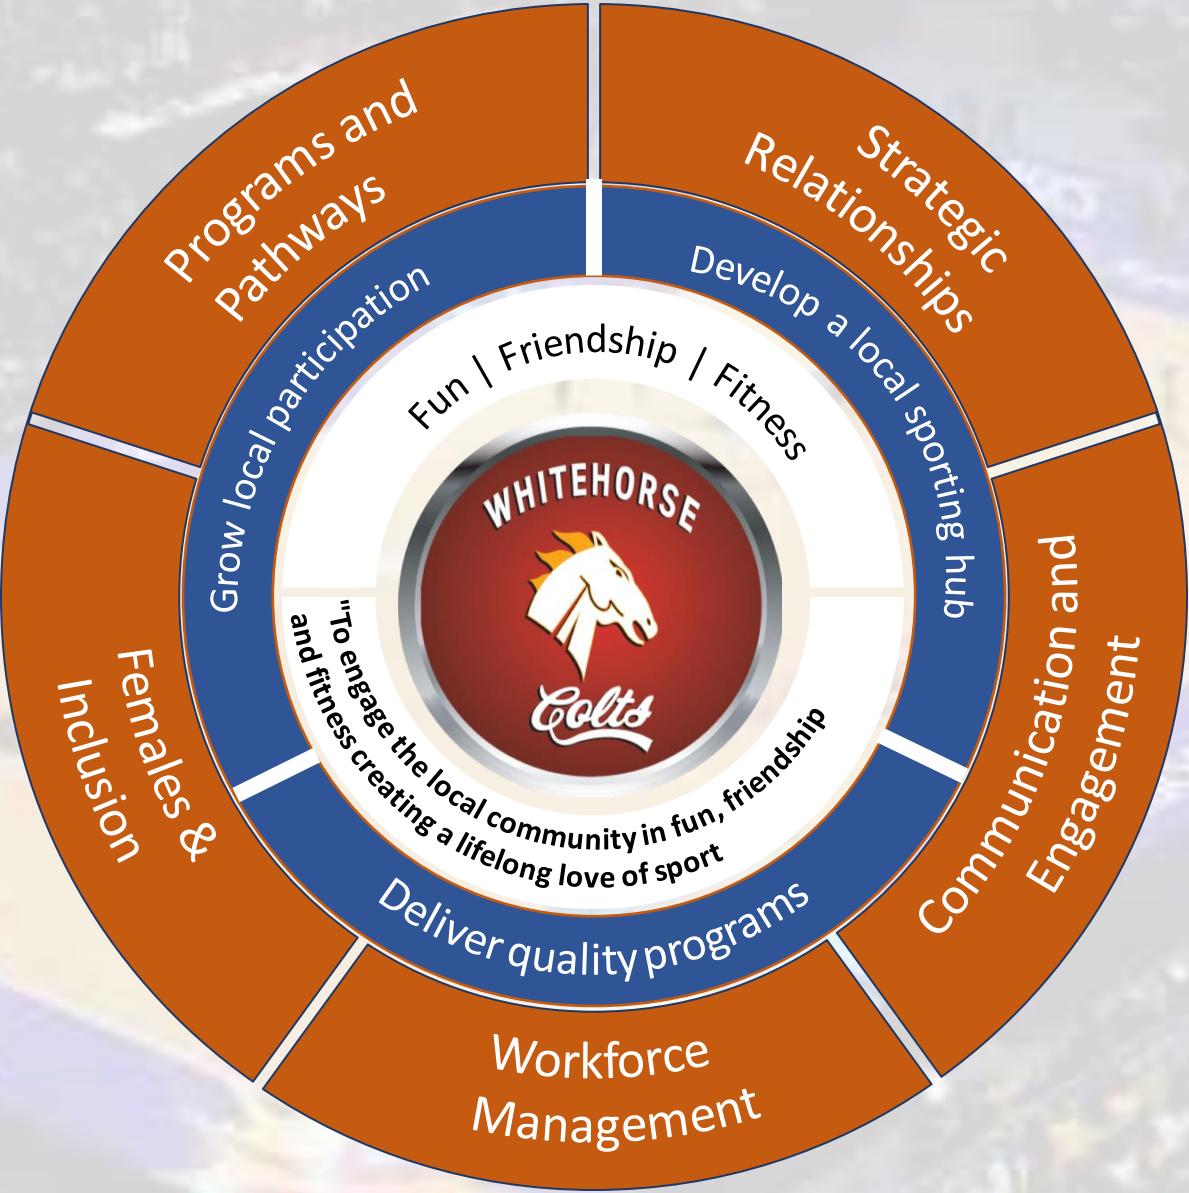 Programs and
Pathways
Strategic
Relationships
Communication and
Engagement
Workforce
Management
Females &
Inclusion
Grow local participation
Develop a local sporting hub
Deliver quality programs
Fun | Friendship | Fitness
"To engage the local community in fun, friendship
and fitness creating a lifelong love of sport
WHITEHORSE
Colts